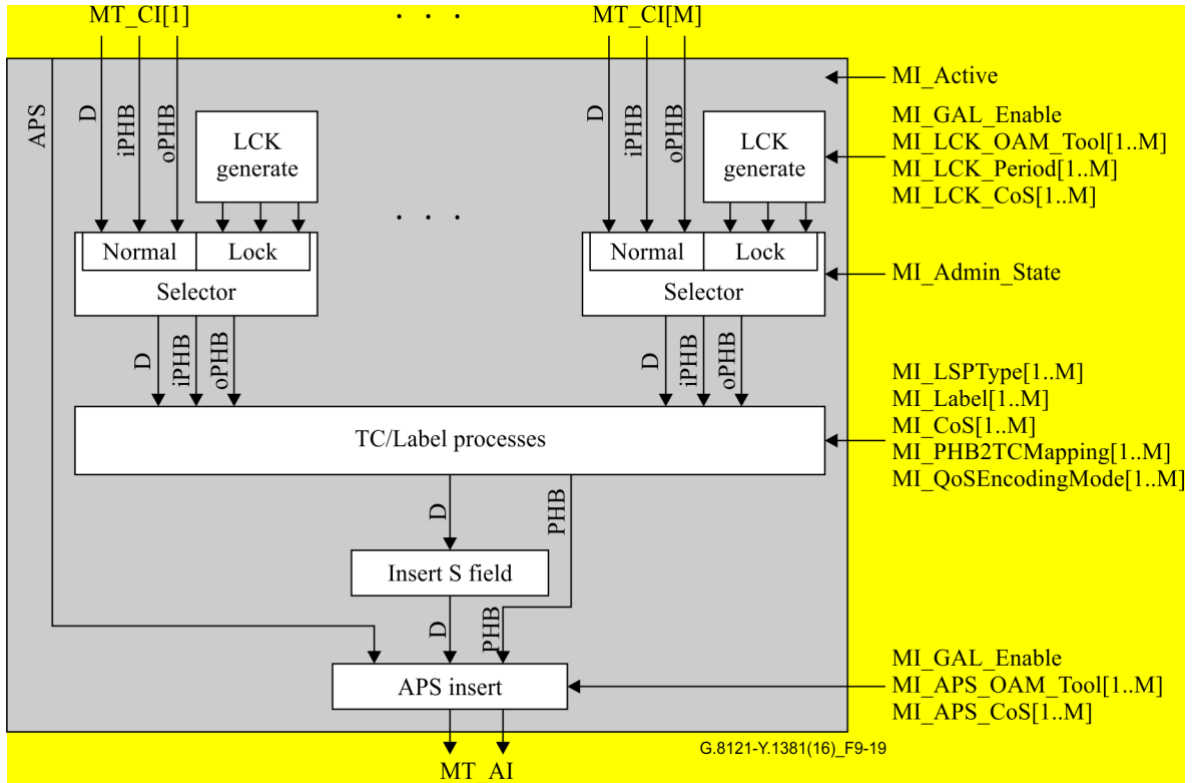 MT_CI[1]
. . .
MT_CI[M]
APS
D
iPHB
oPHB
LCK
generate
D
iPHB
oPHB
LCK
generate
MI_Active
MI_GAL_Enable
MI_LCK_OAM_Tool[1..M]
MI_LCK_Period[1..M]
MI_LCK_CoS[1..M]
. . .
Normal
Lock
Selector
Normal
Lock
Selector
MI_Admin_State
D
iPHB
oPHB
D
iPHB
oPHB
TC/Label processes
MI_LSPType[1..M]
MI_Label[1..M]
MI_CoS[1..M]
MI_PHB2TCMapping[1..M]
MI_QoSEncodingMode[1..M]
D
PHB
Insert S field
D
PHB
APS insert
MI_GAL_Enable
MI_APS_OAM_Tool[1..M]
MI_APS_CoS[1..M]
G.8121-Y.1381(16)_F9-19
MT_AI